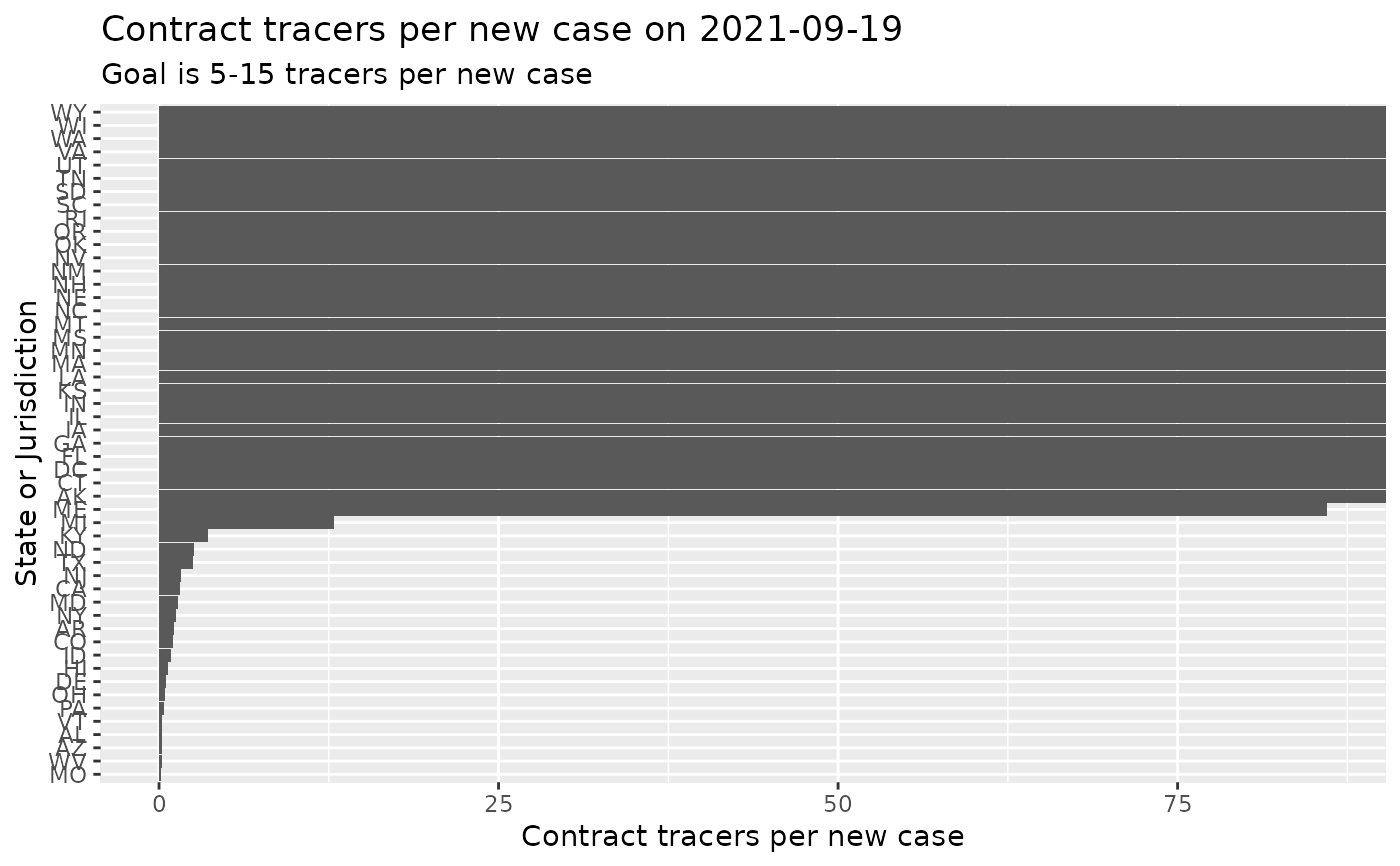 Contract tracers per new case on 2021-09-19
Goal is 5-15 tracers per new case
State or Jurisdiction
WY
WI
WA
VA
UT
TN
SD
SC
RI
OR
OK
NV
NM
NH
NE
NC
MT
MS
MN
MA
LA
KS
IN
IL
IA
GA
FL
DC
CT
AK
ME
MI
KY
ND
TX
NJ
CA
MD
NY
AR
CO
ID
HI
DE
OH
PA
VT
AL
AZ
WV
MO
0 25 50 75
Contract tracers per new case